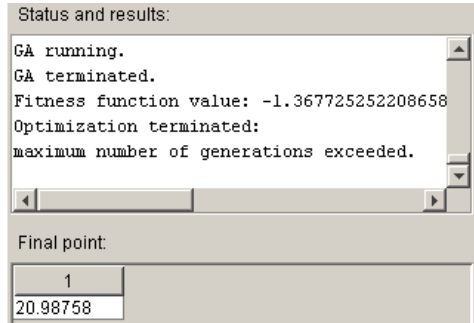 Status and results:
GA running.
GA terminated.
Fitness function value: -1.367725252208658
Optimization terminated:
maximum number of generations exceeded.
Final point:
1
20.98758